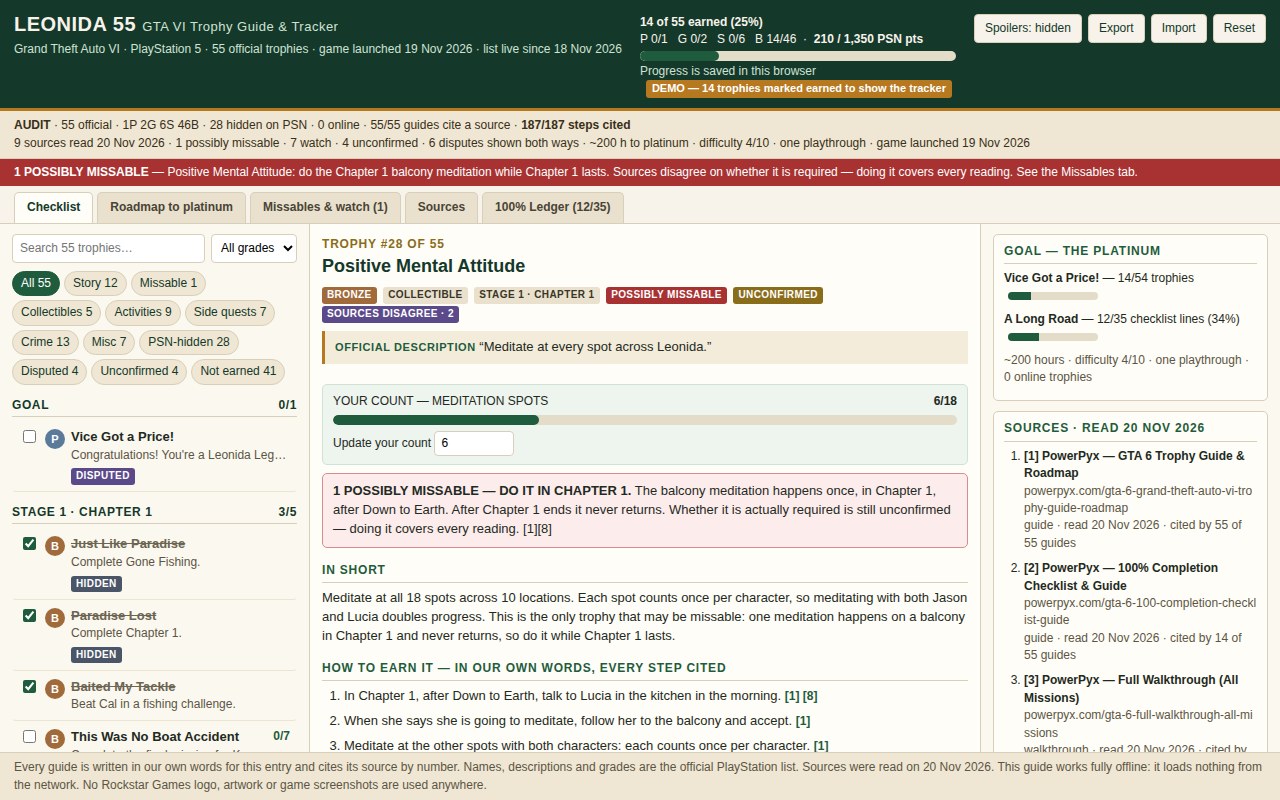 LEONIDA 55 GTA VI Trophy Guide & Tracker
Grand Theft Auto VI · PlayStation 5 · 55 official trophies · game launched 19 Nov 2026 · list live since 18 Nov 2026
14 of 55 earned (25%)
P 0/1 G 0/2 S 0/6 B 14/46 · 210 / 1,350 PSN pts
Progress is saved in this browser
DEMO — 14 trophies marked earned to show the tracker
Spoilers: hidden
Export
Import
Reset
AUDIT · 55 official · 1P 2G 6S 46B · 28 hidden on PSN · 0 online · 55/55 guides cite a source · 187/187 steps cited
9 sources read 20 Nov 2026 · 1 possibly missable · 7 watch · 4 unconfirmed · 6 disputes shown both ways · ~200 h to platinum · difficulty 4/10 · one playthrough · game launched 19 Nov 2026
1 POSSIBLY MISSABLE — Positive Mental Attitude: do the Chapter 1 balcony meditation while Chapter 1 lasts. Sources disagree on whether it is required — doing it covers every reading. See the Missables tab.
Checklist
Roadmap to platinum
Missables & watch (1)
Sources
100% Ledger (12/35)
Search 55 trophies…
All grades
All 55
Story 12
Missable 1
Collectibles 5
Activities 9
Side quests 7
Crime 13
Misc 7
PSN-hidden 28
Disputed 4
Unconfirmed 4
Not earned 41
GOAL 0/1
P Vice Got a Price!
Congratulations! You're a Leonida Leg…
DISPUTED
STAGE 1 · CHAPTER 1 3/5
B Just Like Paradise
Complete Gone Fishing.
HIDDEN
B Paradise Lost
Complete Chapter 1.
HIDDEN
B Baited My Tackle
Beat Cal in a fishing challenge.
B This Was No Boat Accident 0/7
TROPHY #28 OF 55
Positive Mental Attitude
BRONZE
COLLECTIBLE
STAGE 1 · CHAPTER 1
POSSIBLY MISSABLE
UNCONFIRMED
SOURCES DISAGREE · 2
OFFICIAL DESCRIPTION “Meditate at every spot across Leonida.”
YOUR COUNT — MEDITATION SPOTS 6/18
Update your count 6
1 POSSIBLY MISSABLE — DO IT IN CHAPTER 1. The balcony meditation happens once, in Chapter 1,
after Down to Earth. After Chapter 1 ends it never returns. Whether it is actually required is still unconfirmed
— doing it covers every reading. [1][8]
IN SHORT
Meditate at all 18 spots across 10 locations. Each spot counts once per character, so meditating with both Jason
and Lucia doubles progress. This is the only trophy that may be missable: one meditation happens on a balcony
in Chapter 1 and never returns, so do it while Chapter 1 lasts.
HOW TO EARN IT — IN OUR OWN WORDS, EVERY STEP CITED
1. In Chapter 1, after Down to Earth, talk to Lucia in the kitchen in the morning. [1] [8]
2. When she says she is going to meditate, follow her to the balcony and accept. [1]
3. Meditate at the other spots with both characters: each counts once per character. [1]
GOAL — THE PLATINUM
Vice Got a Price! — 14/54 trophies
A Long Road — 12/35 checklist lines (34%)
~200 hours · difficulty 4/10 · one playthrough ·
0 online trophies
SOURCES · READ 20 NOV 2026
1. [1] PowerPyx — GTA 6 Trophy Guide &
Roadmap
powerpyx.com/gta-6-grand-theft-auto-vi-tro
phy-guide-roadmap
guide · read 20 Nov 2026 · cited by 55 of
55 guides
2. [2] PowerPyx — 100% Completion
Checklist & Guide
powerpyx.com/gta-6-100-completion-checkl
ist-guide
guide · read 20 Nov 2026 · cited by 14 of
55 guides
3. [3] PowerPyx — Full Walkthrough (All
Missions)
powerpyx.com/gta-6-full-walkthrough-all-mi
ssions
walkthrough · read 20 Nov 2026 · cited by
Every guide is written in our own words for this entry and cites its source by number. Names, descriptions and grades are the official PlayStation list. Sources were read on 20 Nov 2026. This guide works fully offline: it loads nothing from
the network. No Rockstar Games logo, artwork or game screenshots are used anywhere.